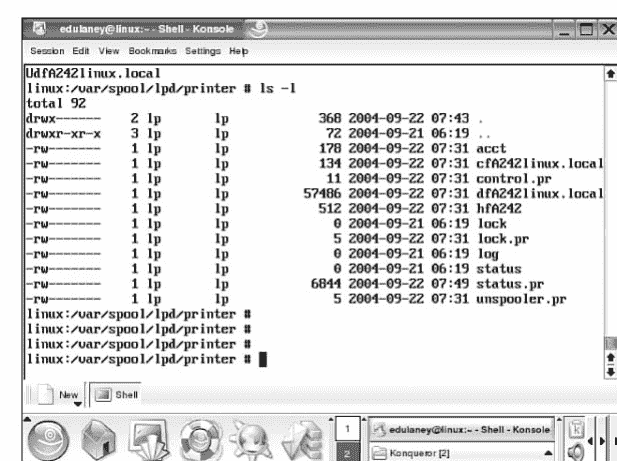 edulaney@linux:~ - Shell - Konsole
Session Edit View Bookmarks Settings Help
UdfA242linux.local
linux:/var/spool/lpd/printer # ls -l
total 92
drwx------ 2 lp lp 368 2004-09-22 07:43 .
drwxr-xr-x 3 lp lp 72 2004-09-21 06:19 ..
-rw------- 1 lp lp 178 2004-09-22 07:31 acct
-rw------- 1 lp lp 134 2004-09-22 07:31 cfA242linux.local
-rw------- 1 lp lp 11 2004-09-22 07:31 control.pr
-rw------- 1 lp lp 57486 2004-09-22 07:31 dfA242linux.local
-rw------- 1 lp lp 512 2004-09-22 07:31 hfA242
-rw------- 1 lp lp 0 2004-09-21 06:19 lock
-rw------- 1 lp lp 5 2004-09-22 07:31 lock.pr
-rw------- 1 lp lp 0 2004-09-21 06:19 log
-rw------- 1 lp lp 0 2004-09-21 06:19 status
-rw------- 1 lp lp 6844 2004-09-22 07:49 status.pr
-rw------- 1 lp lp 5 2004-09-22 07:31 unspooler.pr
linux:/var/spool/lpd/printer #
linux:/var/spool/lpd/printer #
linux:/var/spool/lpd/printer #
linux:/var/spool/lpd/printer #
New Shell
1 edulaney@linux:~ - Shell - Konsole
2 Konqueror [2]